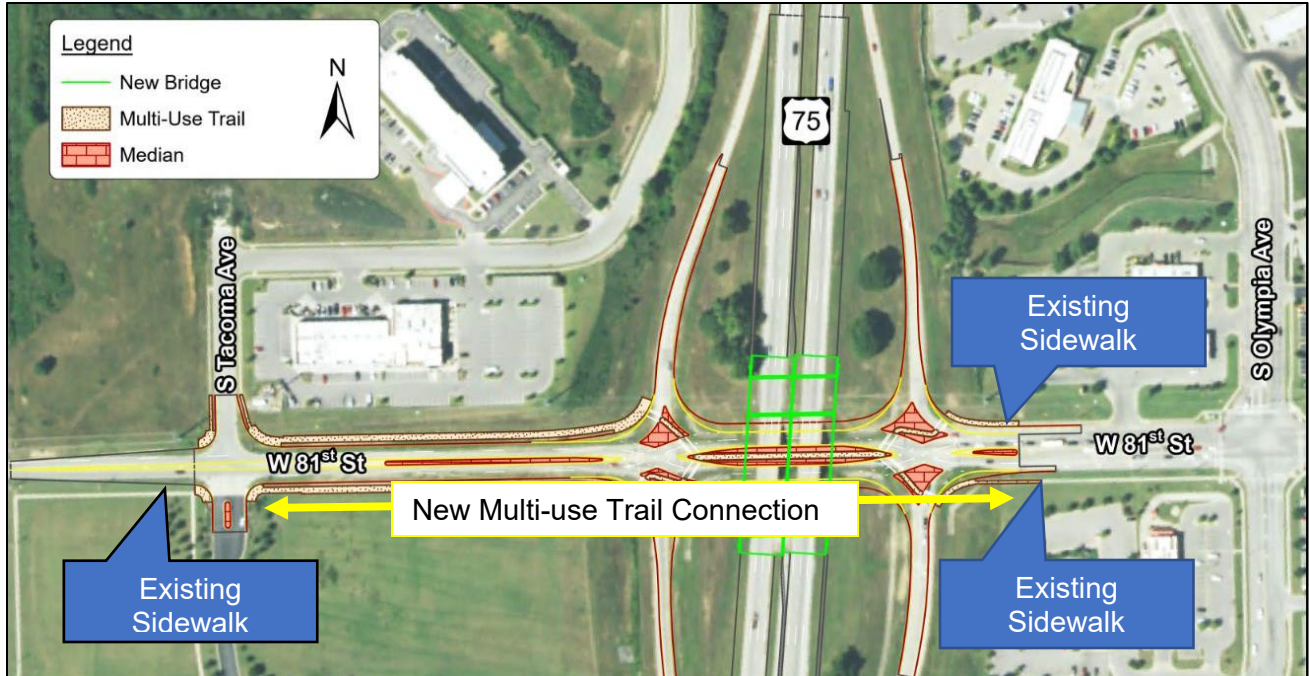 Legend
New Bridge
Multi-Use Trail
Median
N
75
S Tacoma Ave
S Olympia Ave
Existing
Sidewalk
W 81st St
W 81st St
New Multi-use Trail Connection
Existing
Sidewalk
Existing
Sidewalk